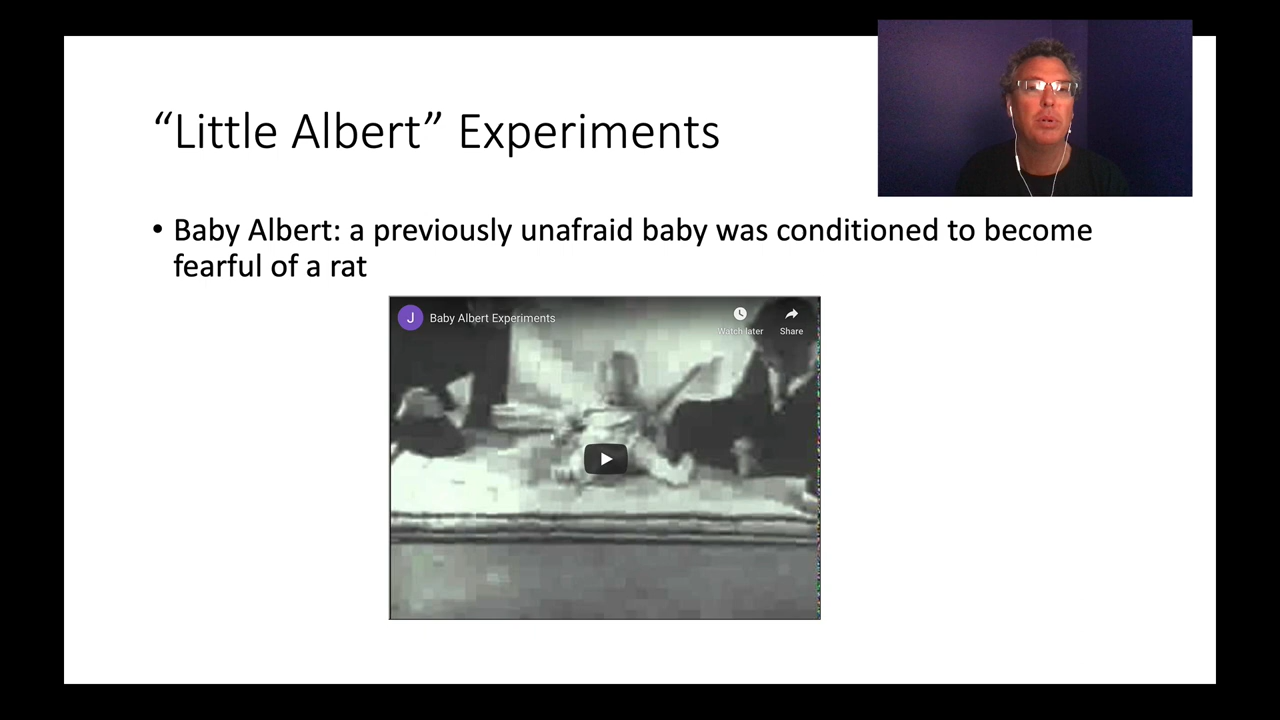 “Little Albert” Experiments
• Baby Albert: a previously unafraid baby was conditioned to become
fearful of a rat
J Baby Albert Experiments
Watch later Share